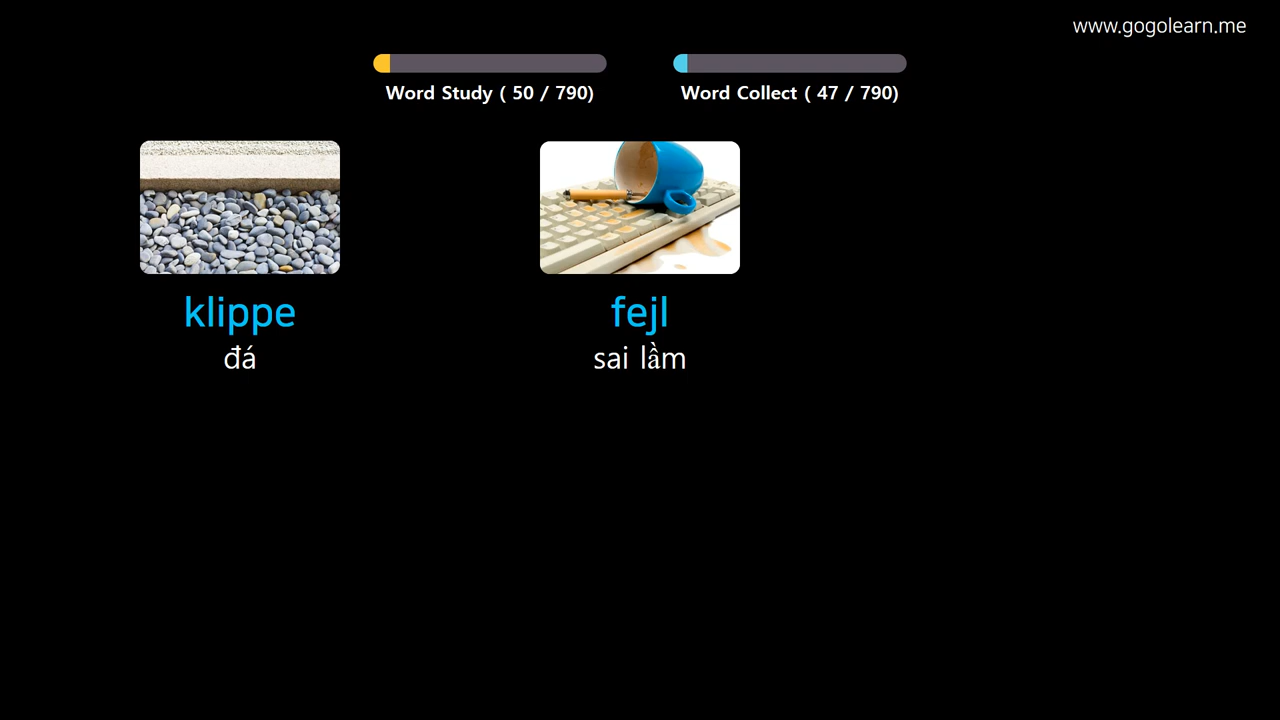 www.gogolearn.me
Word Study ( 50 / 790)
Word Collect ( 47 / 790)
klippe
đá
fejl
sai lầm